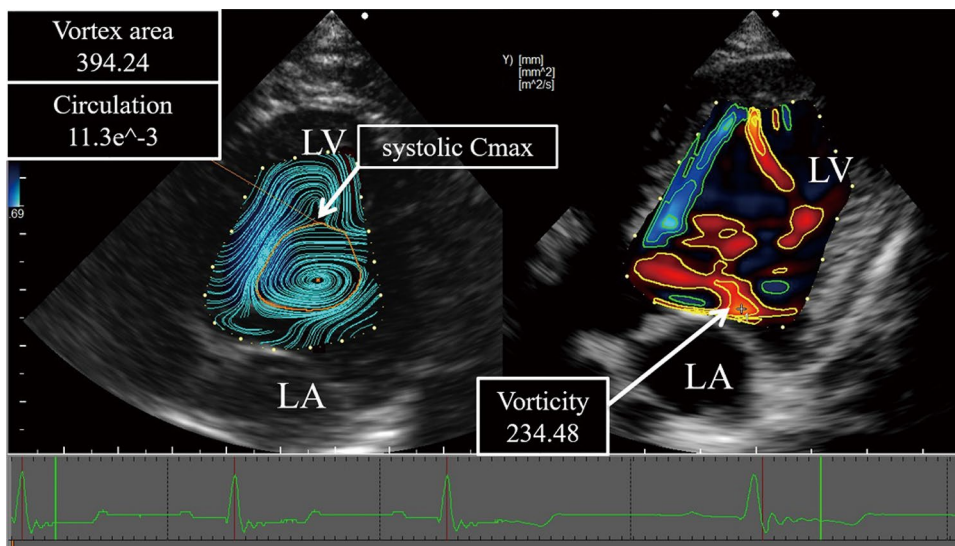 Vortex area
394.24
Circulation
11.3e^-3
LV
systolic Cmax
.69
LA
Y) [mm]
[mm^2]
[m^2/s]
LV
LA
Vorticity
234.48